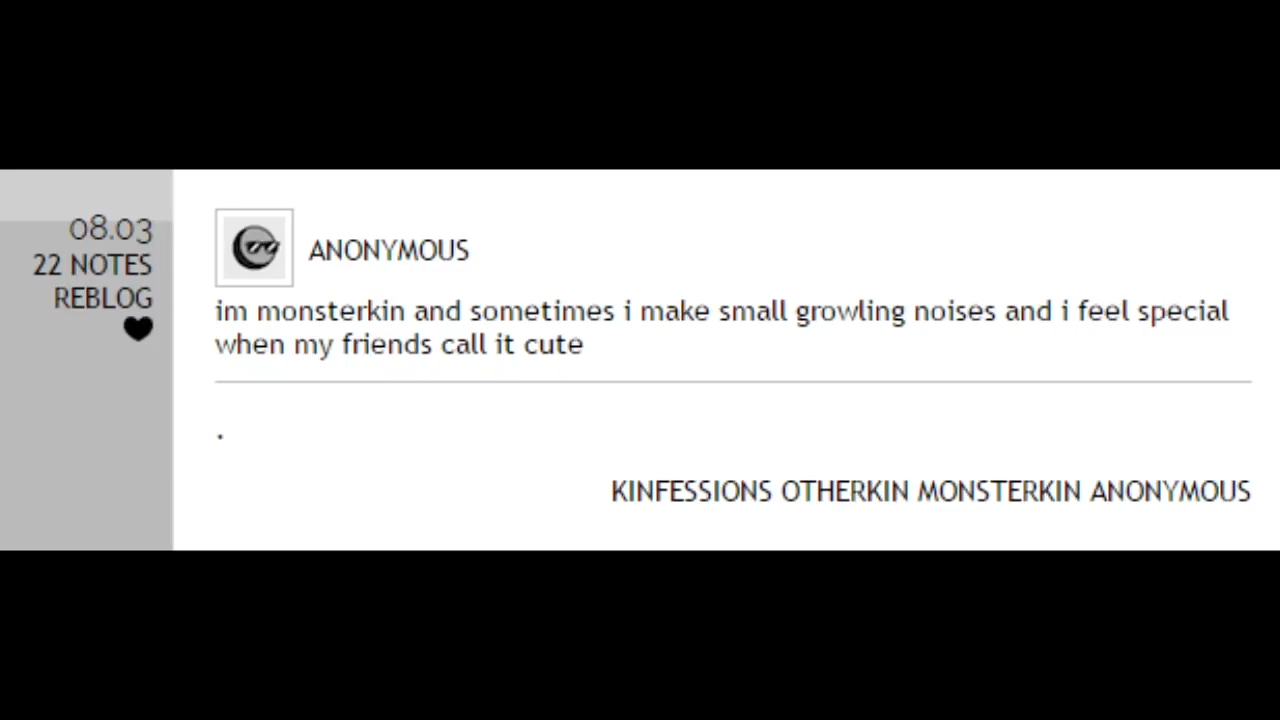 08.03
22 NOTES
REBLOG
ANONYMOUS
im monsterkin and sometimes i make small growling noises and i feel special
when my friends call it cute
.
KINFESSIONS OTHERKIN MONSTERKIN ANONYMOUS